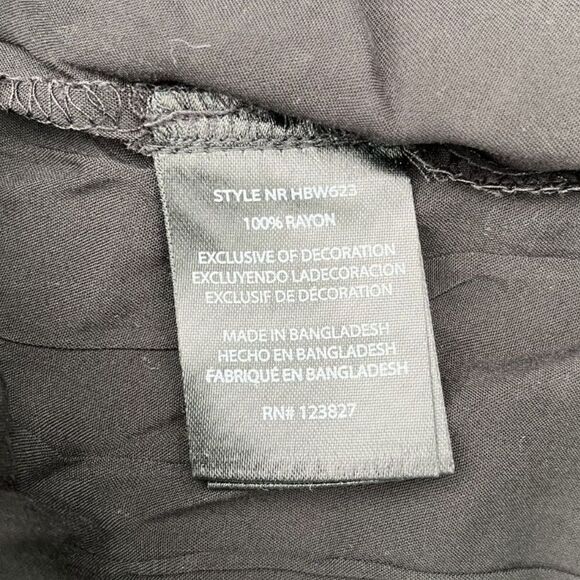 STYLE NR HBW623
100% RAYON
EXCLUSIVE OF DECORATION
EXCLUYENDO LADECORACION
EXCLUSIF DE DÉCORATION
MADE IN BANGLADESH
HECHO EN BANGLADESH
FABRIQUÉ EN BANGLADESH
RN# 123827